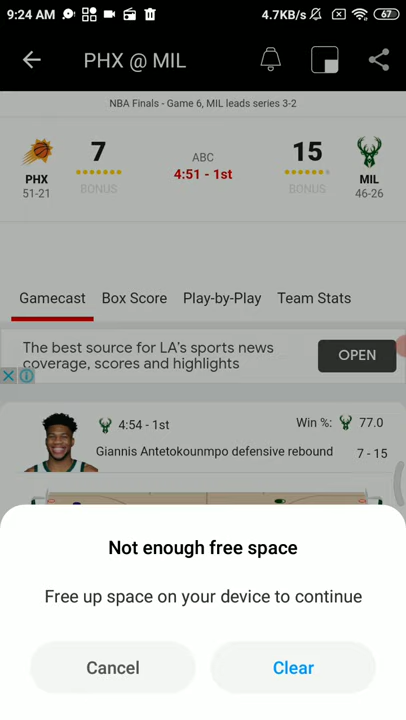 9:24 AM 4.7KB/s 67
PHX @ MIL
NBA Finals - Game 6, MIL leads series 3-2
7 ABC 15
PHX 4:51 - 1st MIL
51-21 BONUS BONUS 46-26
Gamecast Box Score Play-by-Play Team Stats
The best source for LA's sports news
coverage, scores and highlights
OPEN
4:54 - 1st Win %: 77.0
Giannis Antetokounmpo defensive rebound 7 - 15
Not enough free space
Free up space on your device to continue
Cancel Clear